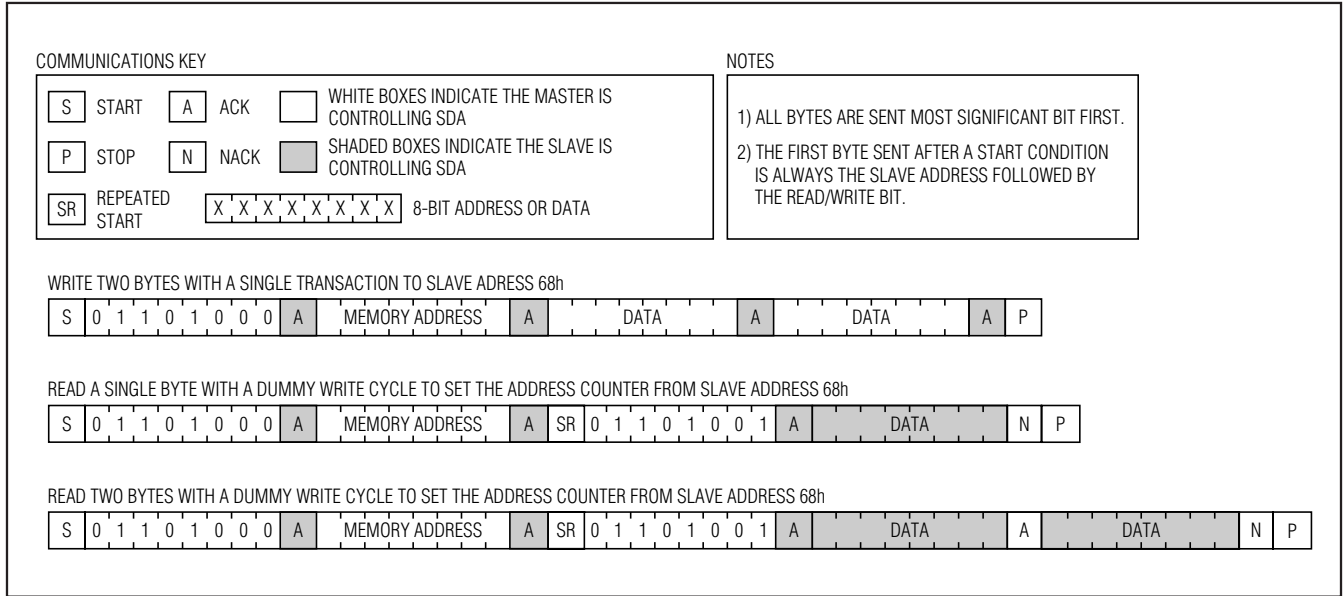 COMMUNICATIONS KEY
S START A ACK WHITE BOXES INDICATE THE MASTER IS
CONTROLLING SDA
P STOP N NACK SHADED BOXES INDICATE THE SLAVE IS
CONTROLLING SDA
SR REPEATED
START X X X X X X X X 8-BIT ADDRESS OR DATA
NOTES
1) ALL BYTES ARE SENT MOST SIGNIFICANT BIT FIRST.
2) THE FIRST BYTE SENT AFTER A START CONDITION
IS ALWAYS THE SLAVE ADDRESS FOLLOWED BY
THE READ/WRITE BIT.
WRITE TWO BYTES WITH A SINGLE TRANSACTION TO SLAVE ADRESS 68h
S 0 1 1 0 1 0 0 0 A MEMORY ADDRESS A DATA A DATA A P
READ A SINGLE BYTE WITH A DUMMY WRITE CYCLE TO SET THE ADDRESS COUNTER FROM SLAVE ADDRESS 68h
S 0 1 1 0 1 0 0 0 A MEMORY ADDRESS A SR 0 1 1 0 1 0 0 1 A DATA N P
READ TWO BYTES WITH A DUMMY WRITE CYCLE TO SET THE ADDRESS COUNTER FROM SLAVE ADDRESS 68h
S 0 1 1 0 1 0 0 0 A MEMORY ADDRESS A SR 0 1 1 0 1 0 0 1 A DATA A DATA N P